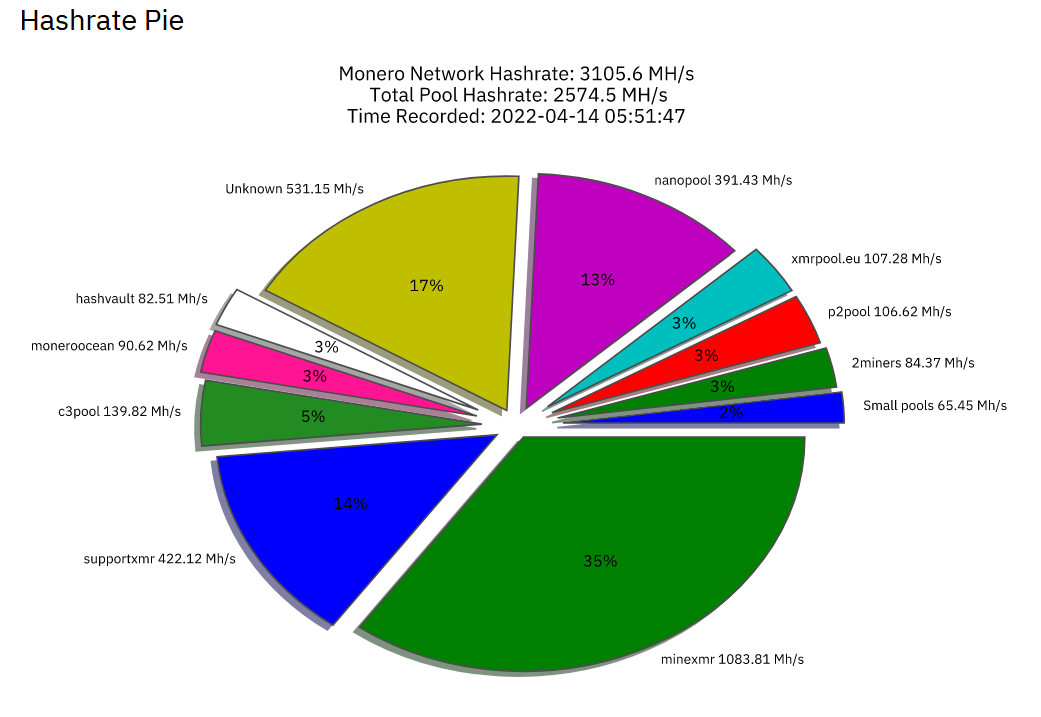 Hashrate Pie
Monero Network Hashrate: 3105.6 MH/s
Total Pool Hashrate: 2574.5 MH/s
Time Recorded: 2022-04-14 05:51:47
Unknown 531.15 Mh/s
nanopool 391.43 Mh/s
xmrpool.eu 107.28 Mh/s
hashvault 82.51 Mh/s
p2pool 106.62 Mh/s
moneroocean 90.62 Mh/s
2miners 84.37 Mh/s
c3pool 139.82 Mh/s
Small pools 65.45 Mh/s
supportxmr 422.12 Mh/s
minexmr 1083.81 Mh/s
17%
13%
3%
3%
3%
3%
3%
2%
5%
14%
35%